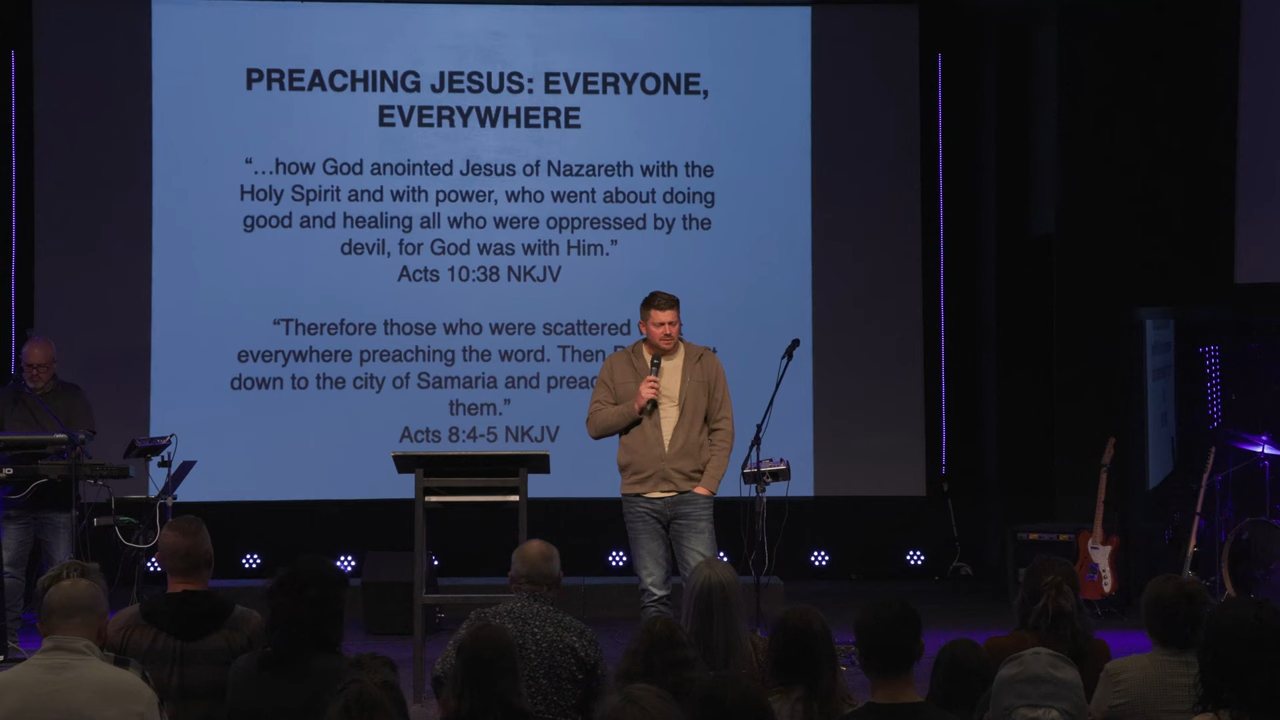 PREACHING JESUS: EVERYONE,
EVERYWHERE
“…how God anointed Jesus of Nazareth with the
Holy Spirit and with power, who went about doing
good and healing all who were oppressed by the
devil, for God was with Him.”
Acts 10:38 NKJV
“Therefore those who were scattered
everywhere preaching the word. Then
down to the city of Samaria and
them.”
Acts 8:4-5 NKJV